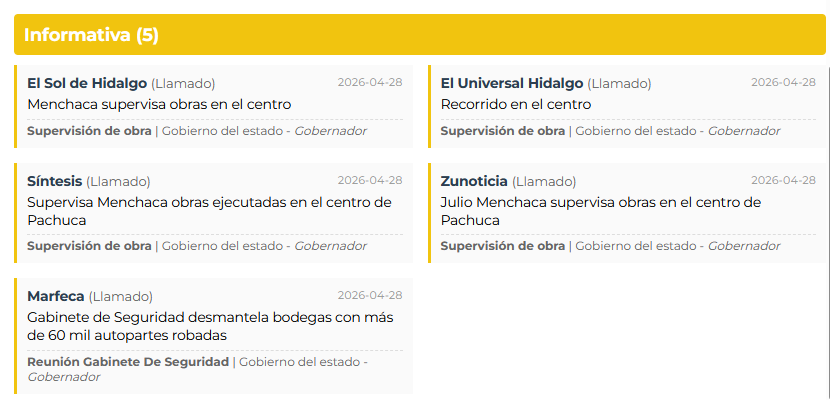 Informativa (5)
El Sol de Hidalgo (Llamado) 2026-04-28
Menchaca supervisa obras en el centro
Supervisión de obra | Gobierno del estado - Gobernador
El Universal Hidalgo (Llamado) 2026-04-28
Recorrido en el centro
Supervisión de obra | Gobierno del estado - Gobernador
Síntesis (Llamado) 2026-04-28
Supervisa Menchaca obras ejecutadas en el centro de
Pachuca
Supervisión de obra | Gobierno del estado - Gobernador
Zunoticia (Llamado) 2026-04-28
Julio Menchaca supervisa obras en el centro de
Pachuca
Supervisión de obra | Gobierno del estado - Gobernador
Marfeca (Llamado) 2026-04-28
Gabinete de Seguridad desmantela bodegas con más
de 60 mil autopartes robadas
Reunión Gabinete De Seguridad | Gobierno del estado -
Gobernador